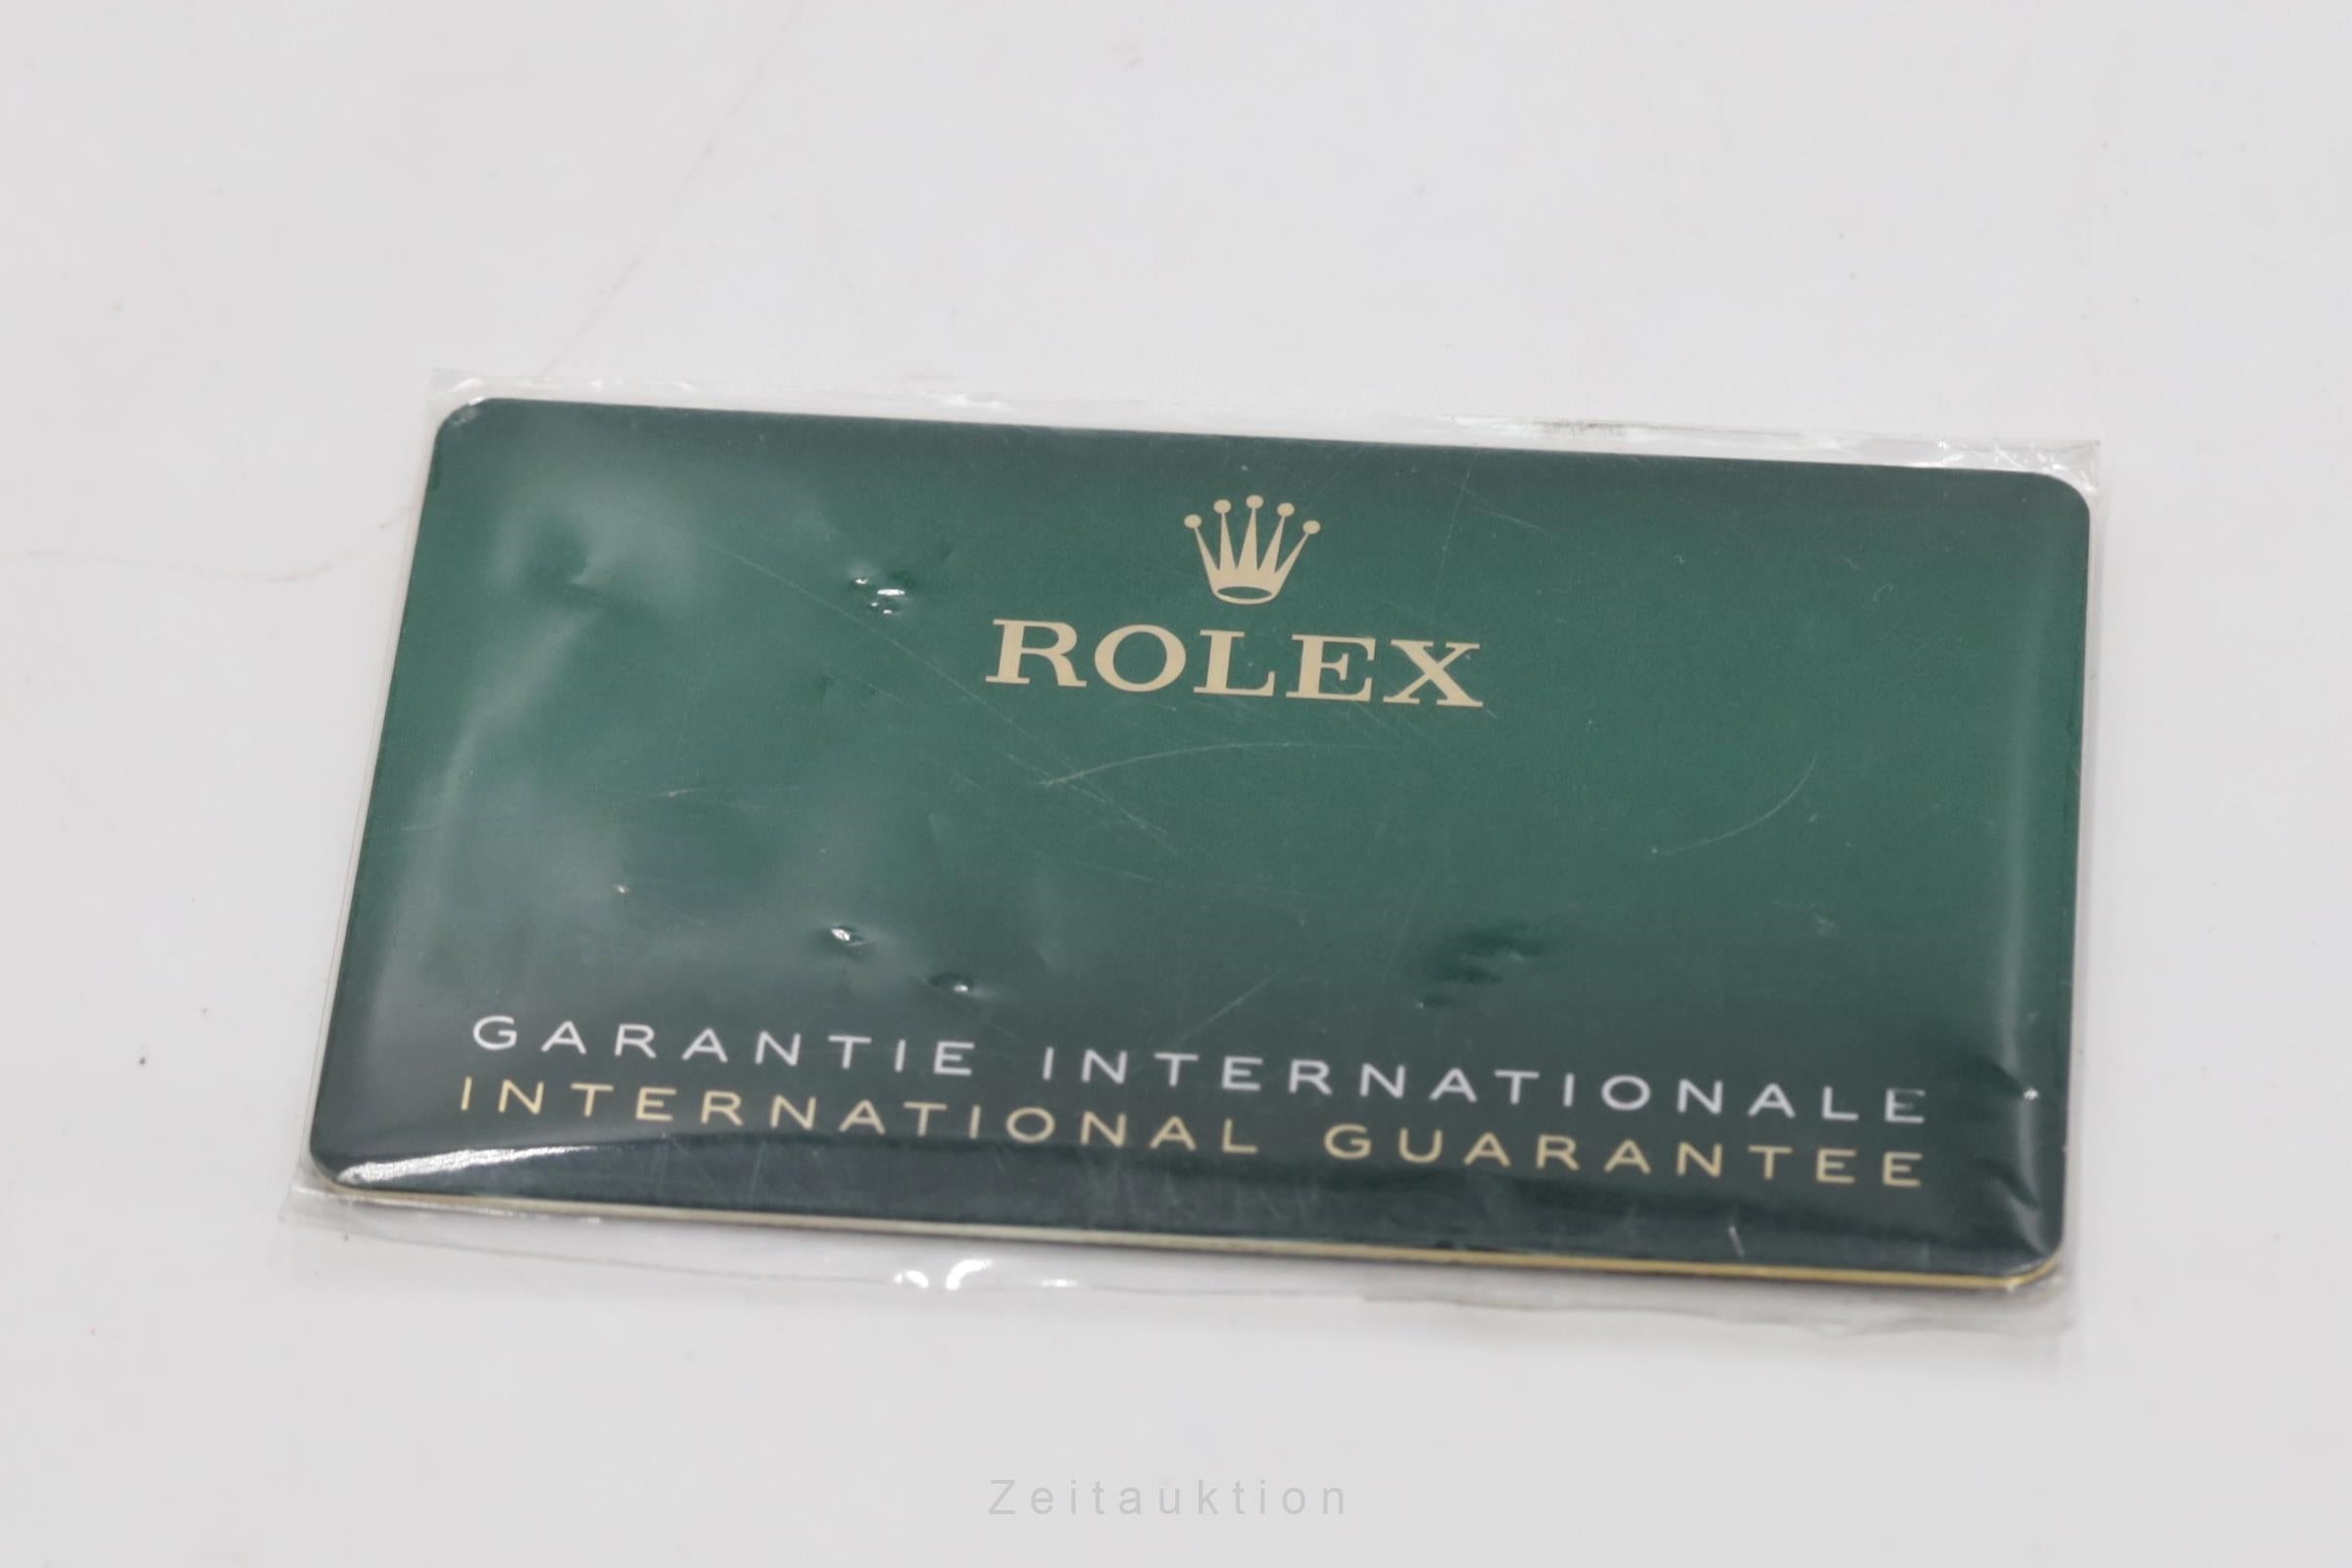 ROLEX
GARANTIE INTERNATIONALE
INTERNATIONAL GUARANTEE
Zeitauktion